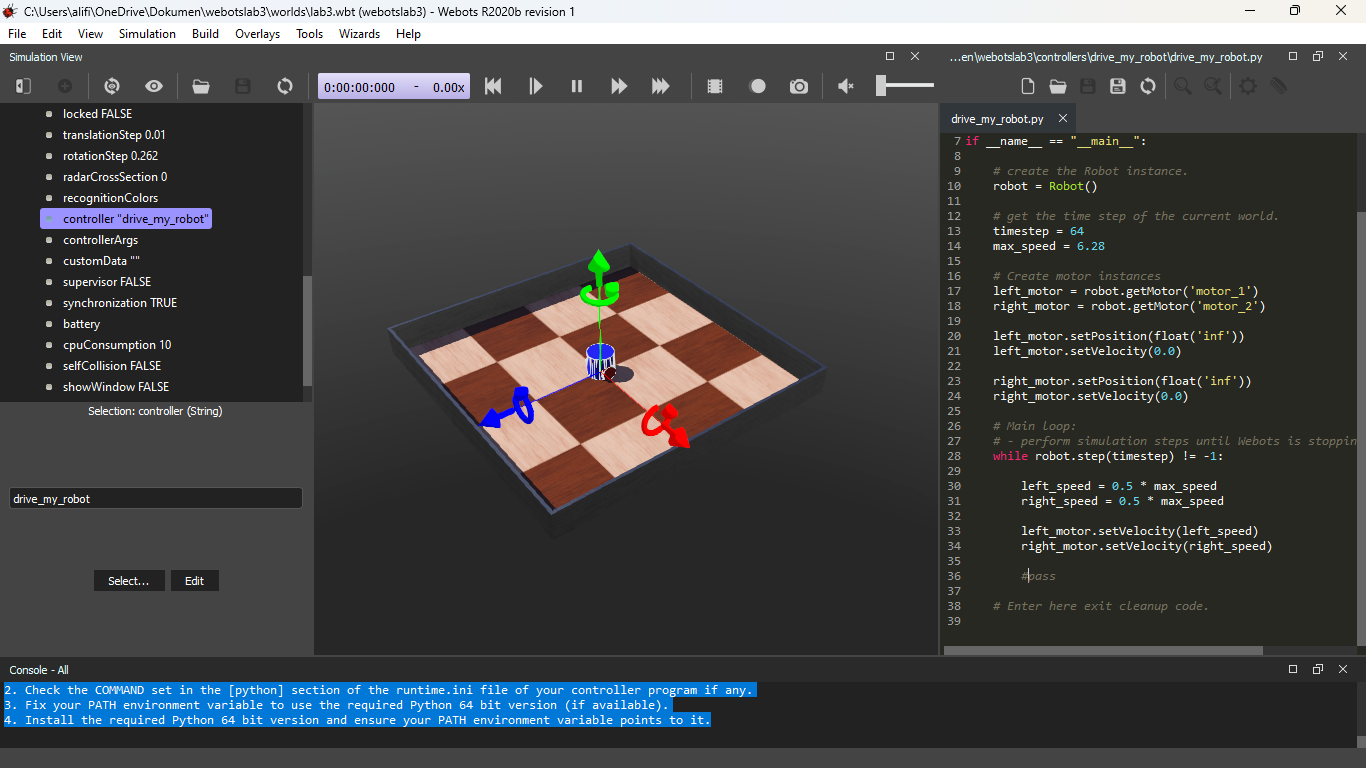 C:\Users\alifi\OneDrive\Dokumen\webotslab3\worlds\lab3.wbt (webotslab3) - Webots R2020b revision 1
File Edit View Simulation Build Overlays Tools Wizards Help
Simulation View
0:00:00:000 - 0.00x
locked FALSE
translationStep 0.01
rotationStep 0.262
radarCrossSection 0
recognitionColors
controller "drive_my_robot"
controllerArgs
customData ""
supervisor FALSE
synchronization TRUE
battery
cpuConsumption 10
selfCollision FALSE
showWindow FALSE
Selection: controller (String)
drive_my_robot
Select... Edit
...en\webotslab3\controllers\drive_my_robot\drive_my_robot.py
drive_my_robot.py
7 if __name__ == "__main__":
8
9 # create the Robot instance.
10 robot = Robot()
11
12 # get the time step of the current world.
13 timestep = 64
14 max_speed = 6.28
15
16 # Create motor instances
17 left_motor = robot.getMotor('motor_1')
18 right_motor = robot.getMotor('motor_2')
19
20 left_motor.setPosition(float('inf'))
21 left_motor.setVelocity(0.0)
22
23 right_motor.setPosition(float('inf'))
24 right_motor.setVelocity(0.0)
25
26 # Main loop:
27 # - perform simulation steps until Webots is stoppin
28 while robot.step(timestep) != -1:
29
30 left_speed = 0.5 * max_speed
31 right_speed = 0.5 * max_speed
32
33 left_motor.setVelocity(left_speed)
34 right_motor.setVelocity(right_speed)
35
36 #pass
37
38 # Enter here exit cleanup code.
39
Console - All
2. Check the COMMAND set in the [python] section of the runtime.ini file of your controller program if any.
3. Fix your PATH environment variable to use the required Python 64 bit version (if available).
4. Install the required Python 64 bit version and ensure your PATH environment variable points to it.